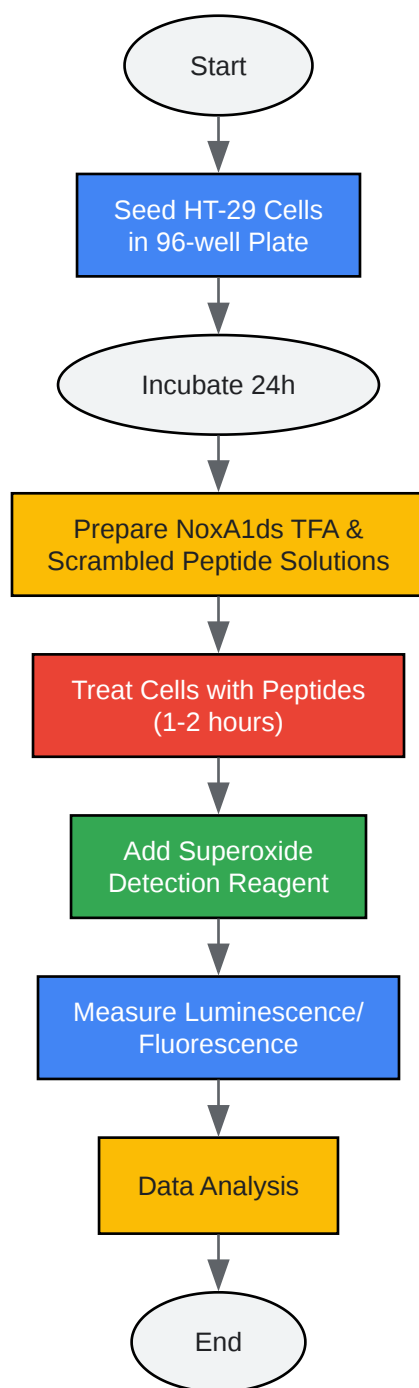 Start
Seed HT-29 Cells
in 96-well Plate
Incubate 24h
Prepare NoxA1ds TFA &
Scrambled Peptide Solutions
Treat Cells with Peptides
(1-2 hours)
Add Superoxide
Detection Reagent
Measure Luminescence/
Fluorescence
Data Analysis
End